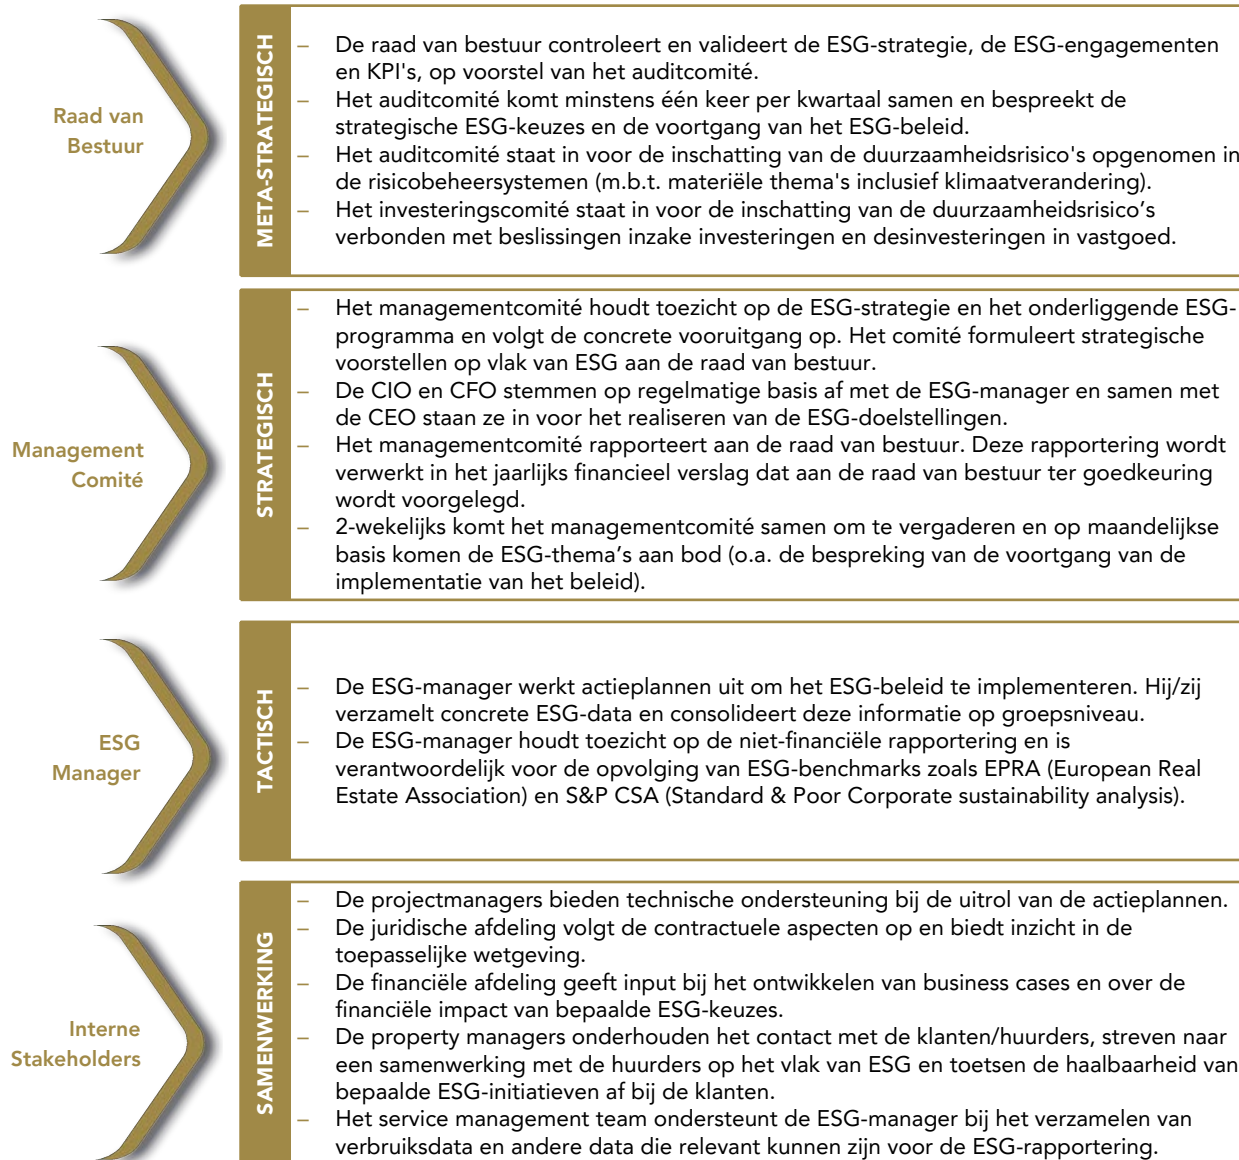 Raad van
Bestuur
META-STRATEGISCH
– De raad van bestuur controleert en valideert de ESG-strategie, de ESG-engagementen
en KPI's, op voorstel van het auditcomité.
– Het auditcomité komt minstens één keer per kwartaal samen en bespreekt de
strategische ESG-keuzes en de voortgang van het ESG-beleid.
– Het auditcomité staat in voor de inschatting van de duurzaamheidsrisico's opgenomen in
de risicobeheersystemen (m.b.t. materiële thema's inclusief klimaatverandering).
– Het investeringscomité staat in voor de inschatting van de duurzaamheidsrisico’s
verbonden met beslissingen inzake investeringen en desinvesteringen in vastgoed.
Management
Comité
STRATEGISCH
– Het managementcomité houdt toezicht op de ESG-strategie en het onderliggende ESG-
programma en volgt de concrete vooruitgang op. Het comité formuleert strategische
voorstellen op vlak van ESG aan de raad van bestuur.
– De CIO en CFO stemmen op regelmatige basis af met de ESG-manager en samen met
de CEO staan ze in voor het realiseren van de ESG-doelstellingen.
– Het managementcomité rapporteert aan de raad van bestuur. Deze rapportering wordt
verwerkt in het jaarlijks financieel verslag dat aan de raad van bestuur ter goedkeuring
wordt voorgelegd.
– 2-wekelijks komt het managementcomité samen om te vergaderen en op maandelijkse
basis komen de ESG-thema’s aan bod (o.a. de bespreking van de voortgang van de
implementatie van het beleid).
ESG
Manager
TACTISCH
– De ESG-manager werkt actieplannen uit om het ESG-beleid te implementeren. Hij/zij
verzamelt concrete ESG-data en consolideert deze informatie op groepsniveau.
– De ESG-manager houdt toezicht op de niet-financiële rapportering en is
verantwoordelijk voor de opvolging van ESG-benchmarks zoals EPRA (European Real
Estate Association) en S&P CSA (Standard & Poor Corporate sustainability analysis).
Interne
Stakeholders
SAMENWERKING
– De projectmanagers bieden technische ondersteuning bij de uitrol van de actieplannen.
– De juridische afdeling volgt de contractuele aspecten op en biedt inzicht in de
toepasselijke wetgeving.
– De financiële afdeling geeft input bij het ontwikkelen van business cases en over de
financiële impact van bepaalde ESG-keuzes.
– De property managers onderhouden het contact met de klanten/huurders, streven naar
een samenwerking met de huurders op het vlak van ESG en toetsen de haalbaarheid van
bepaalde ESG-initiatieven af bij de klanten.
– Het service management team ondersteunt de ESG-manager bij het verzamelen van
verbruiksdata en andere data die relevant kunnen zijn voor de ESG-rapportering.